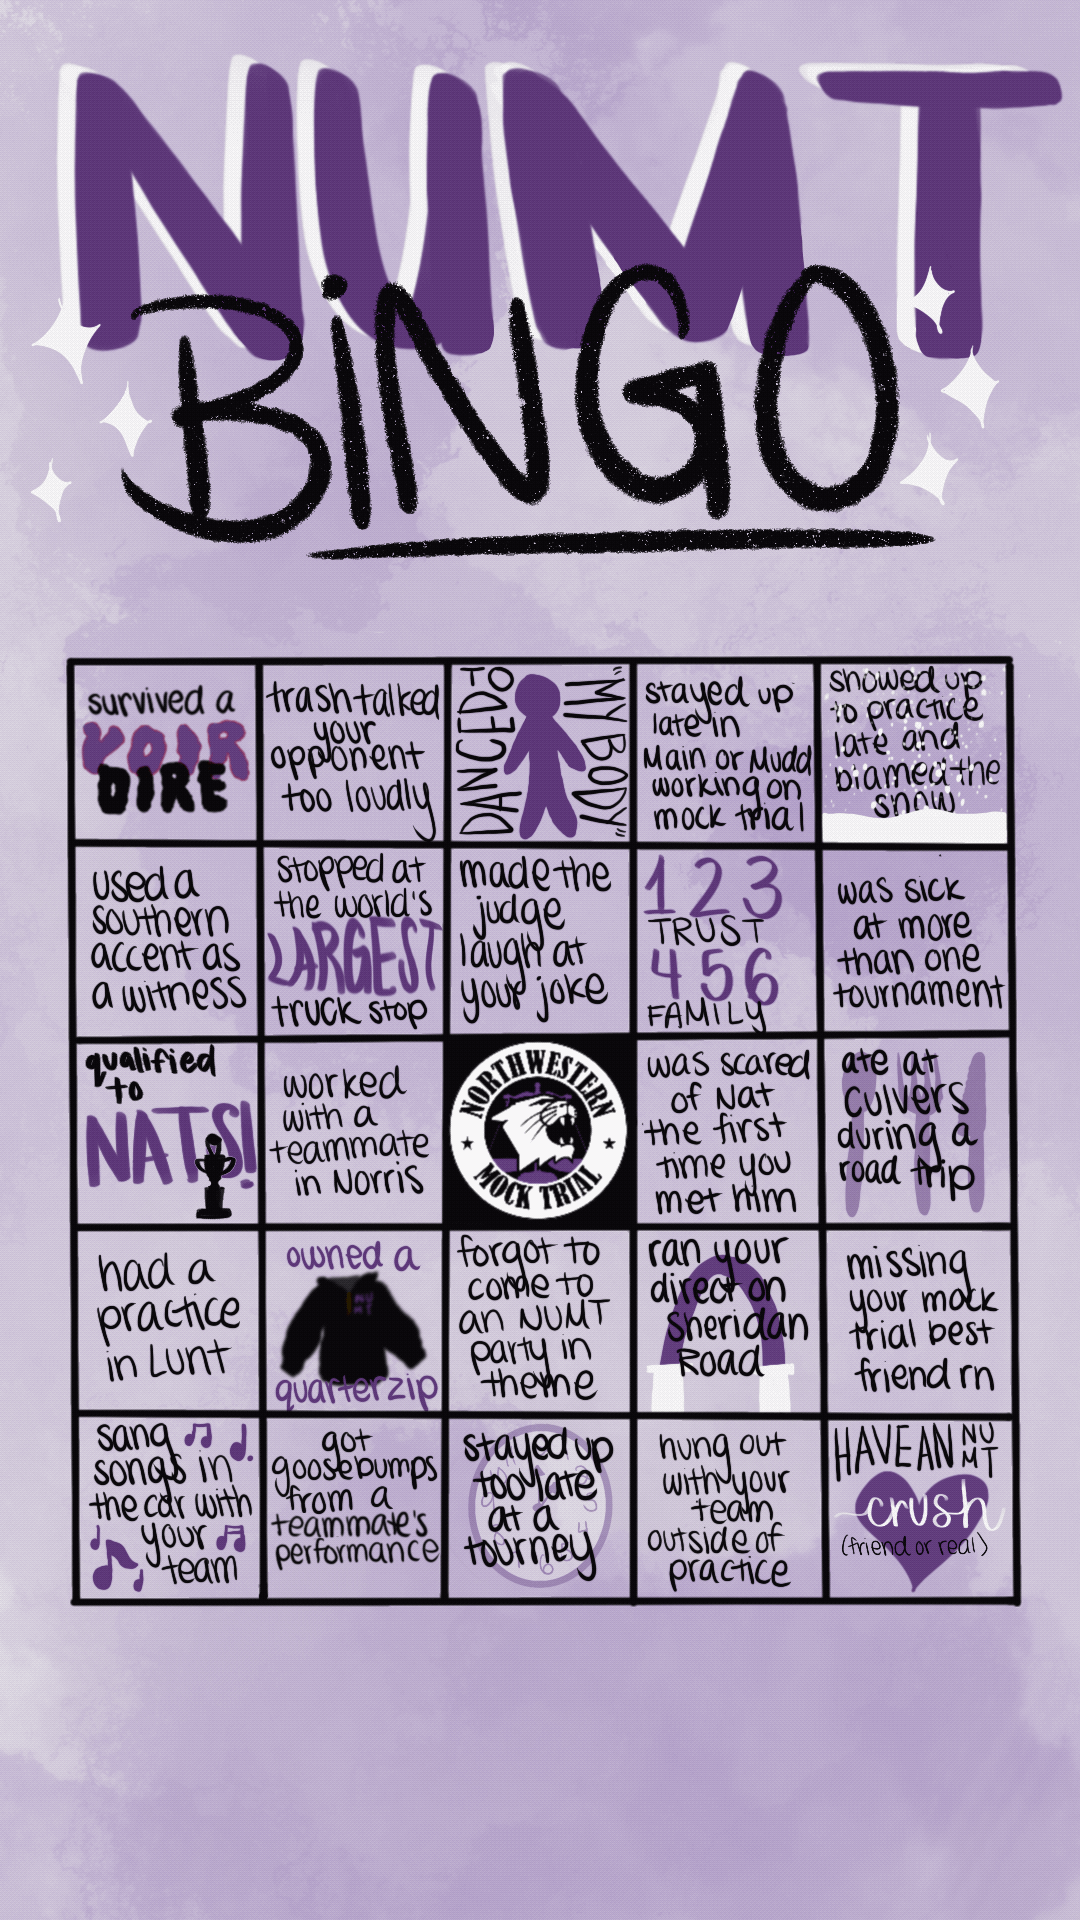 NUMT
BiNGO
survived a
VOIR
DIRE
trash talked
your
opponent
too loudly
DANCED TO
"MY BODY"
stayed up
late in
Main or Mudd
working on
mock trial
showed up
to practice
late and
blamed the
snow
used a
southern
accent as
a witness
stopped at
the world's
LARGEST
truck stop
made the
judge
laugh at
your joke
1 2 3
TRUST
4 5 6
FAMILY
was sick
at more
than one
tournament
qualified
to
NATS!
worked
with a
teammate
in Norris
NORTHWESTERN
MOCK TRIAL
was scared
of Nat
the first
time you
met him
ate at
culvers
during a
road trip
had a
practice
in Lunt
owned a
NU
MT
quarterzip
forgot to
come to
an NUMT
party in
theme
ran your
direct on
Sheridan
Road
missing
your mock
trial best
friend rn
sang
songs in
the car with
your
team
got
goosebumps
from a
teammate's
performance
stayed up
too late
at a
tourney
hung out
with your
team
outside of
practice
HAVE AN NU
MT
crush
(friend or real)